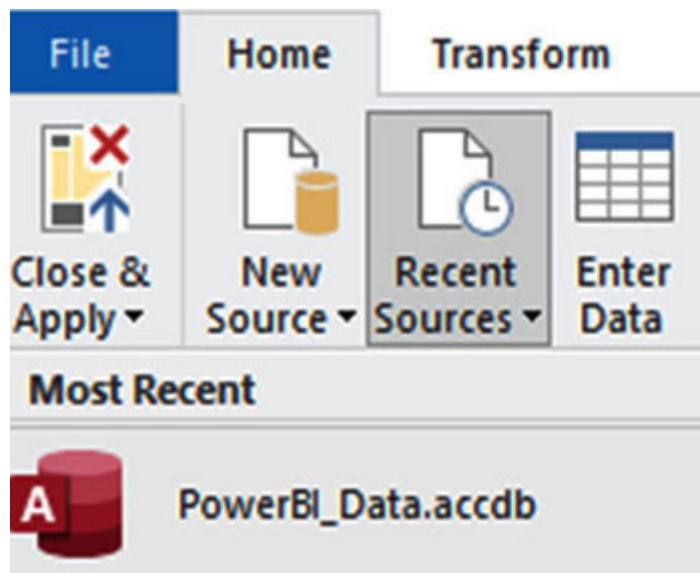 File Home Transform
Close & New Recent Enter
Apply Source Sources Data
Most Recent
A PowerBI_Data.accdb